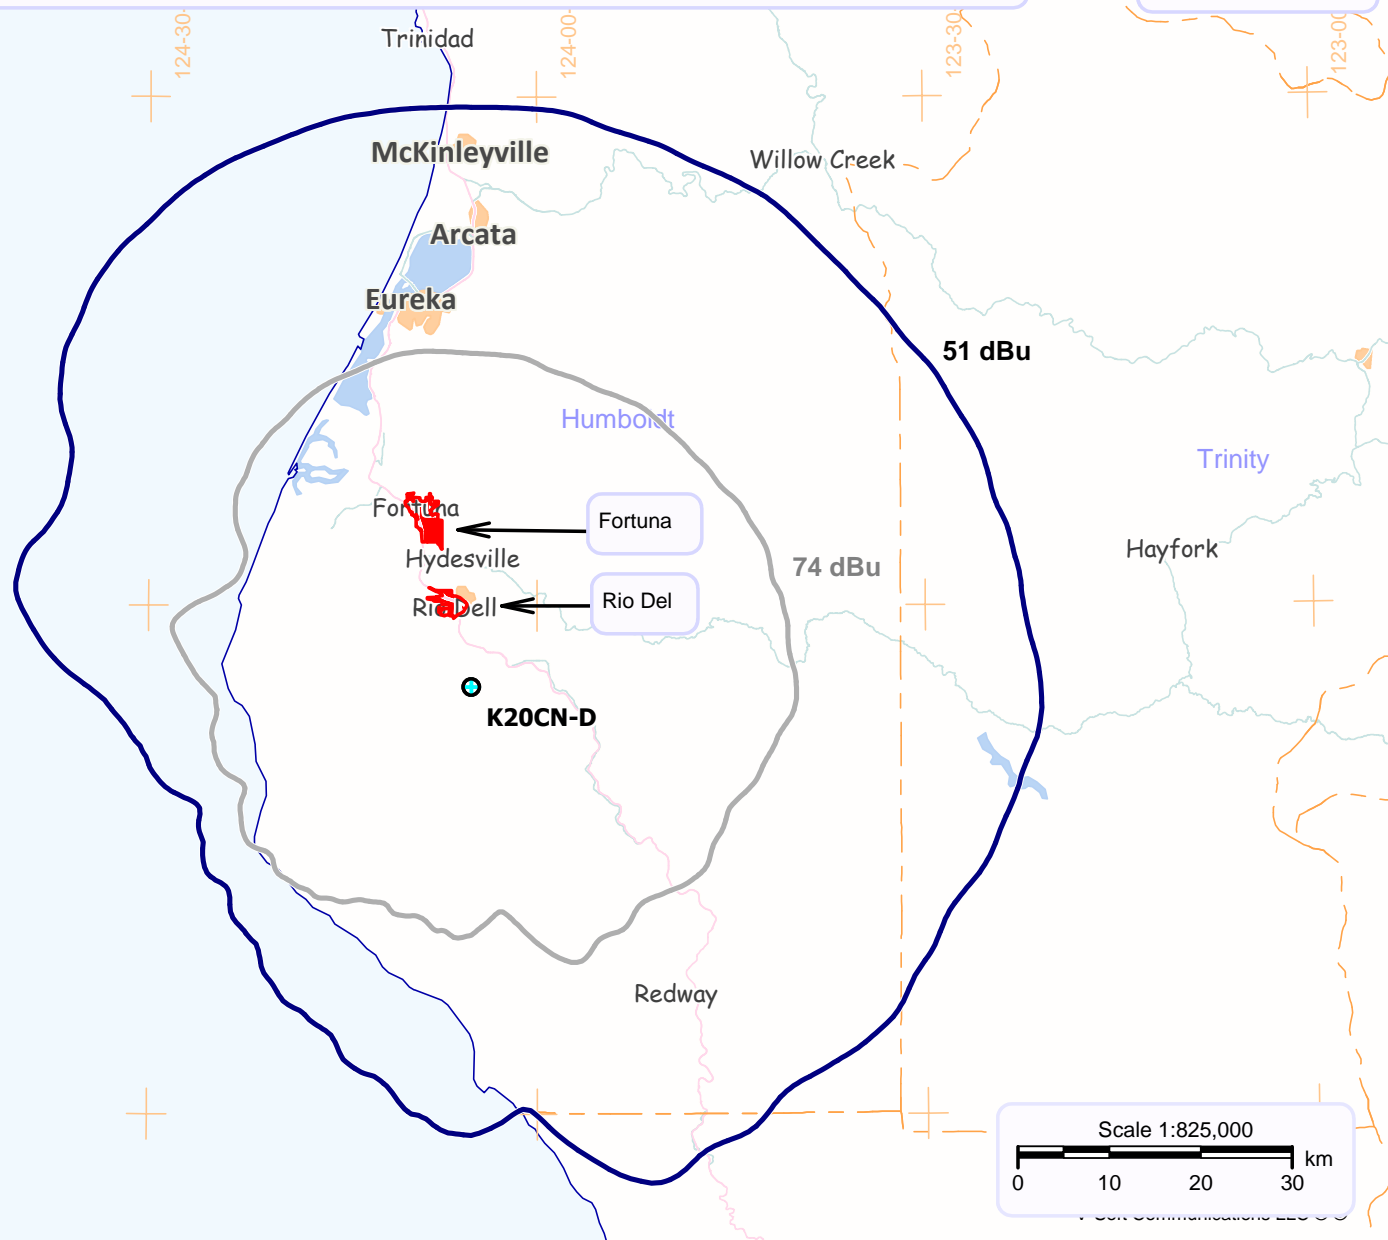 Trinidad
124-30
124-00
123-30
123-00
McKinleyville
Willow Creek
Arcata
Eureka
51 dBu
Humboldt
Trinity
Fortuna
Fortuna
Hydesville
74 dBu
Hayfork
Rio Dell
Rio Del
K20CN-D
Redway
Scale 1:825,000
km
0 10 20 30